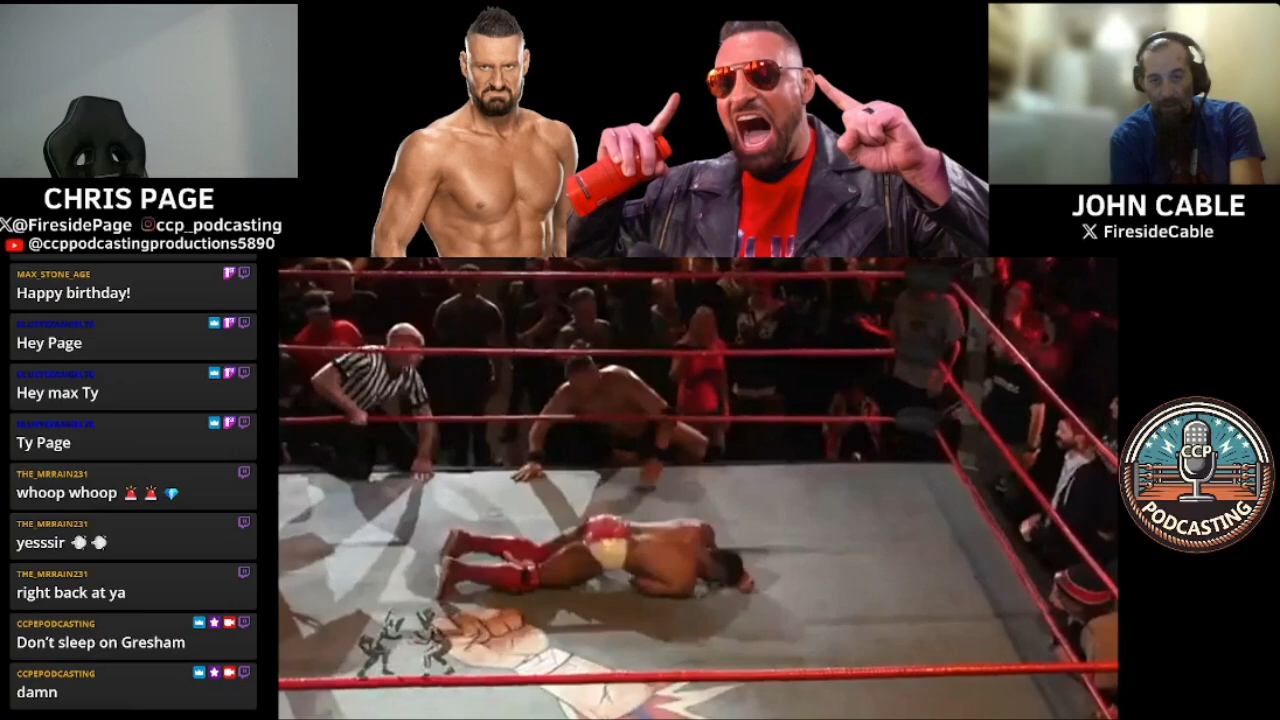 CHRIS PAGE
X@FiresidePage ccp_podcasting
@ccppodcastingproductions5890
JOHN CABLE
X FiresideCable
MAX_STONE_AGE
Happy birthday!
Hey Page
Hey max Ty
Ty Page
THE_MRRAIN231
whoop whoop 🚨 🚨 💎
THE_MRRAIN231
yesssir
THE_MRRAIN231
right back at ya
CCPEPODCASTING
Don't sleep on Gresham
CCPEPODCASTING
damn
CCP
PODCASTING